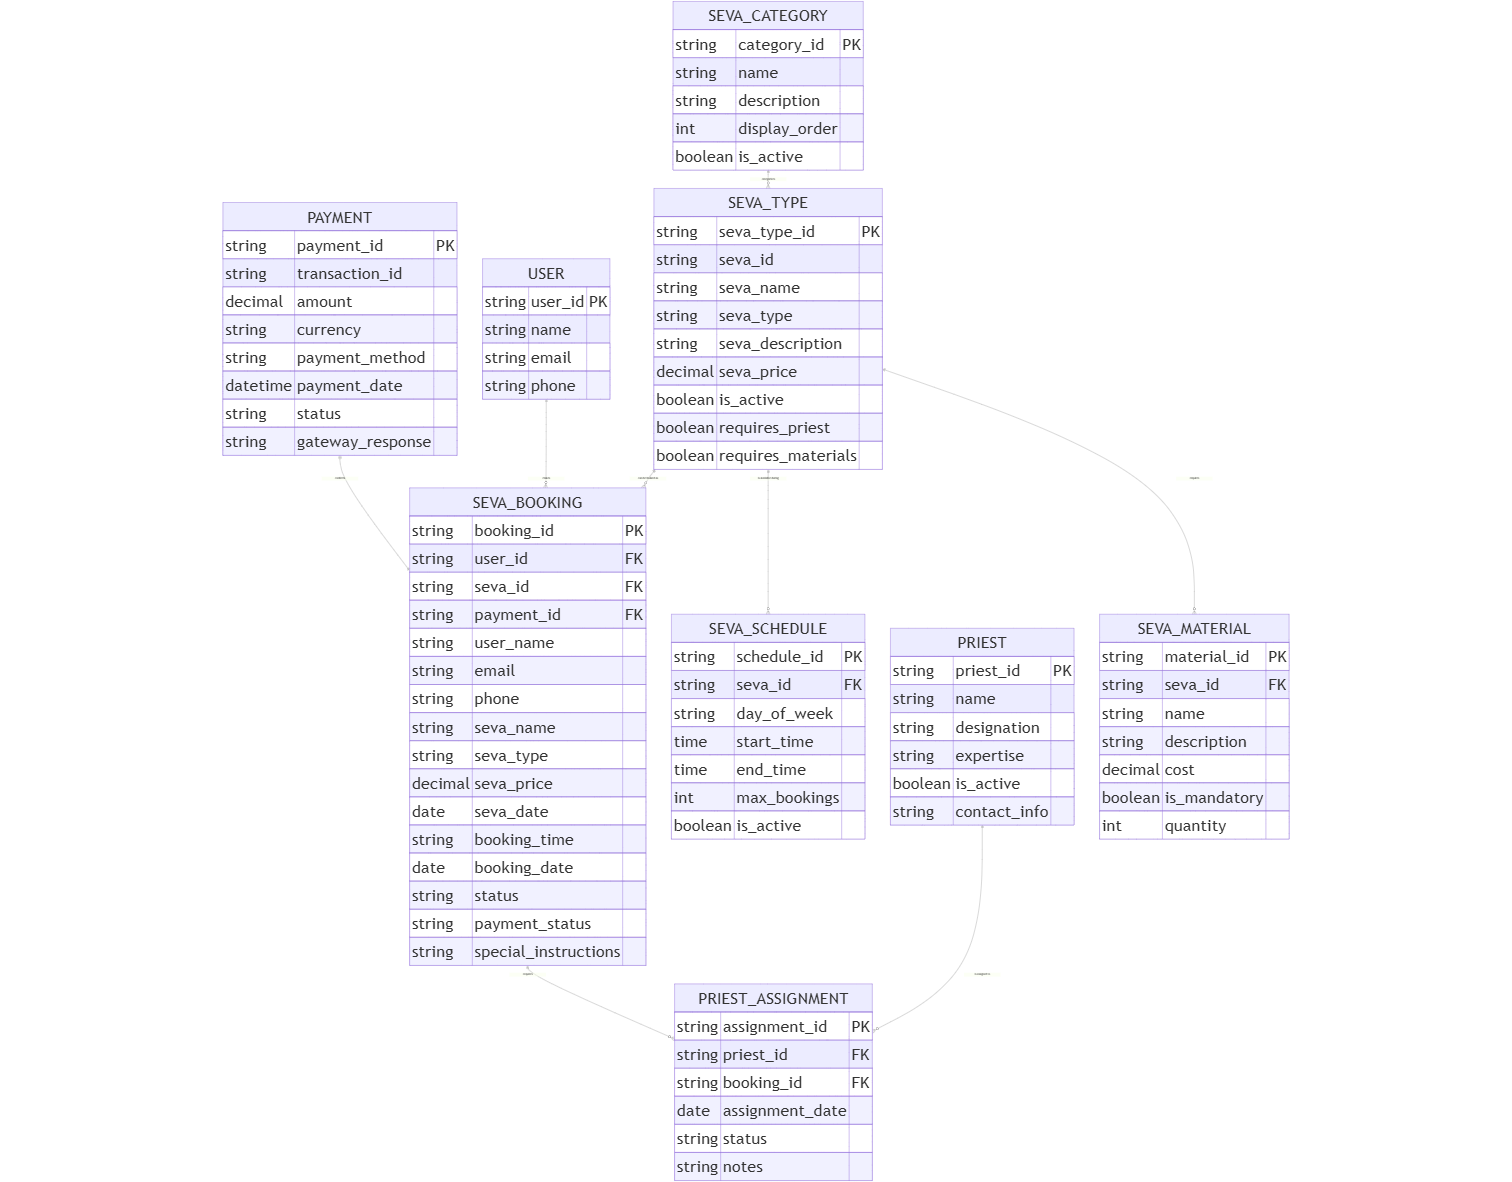 SEVA_CATEGORY
string category_id PK
string name
string description
int display_order
boolean is_active
PAYMENT
string payment_id PK
string transaction_id
decimal amount
string currency
string payment_method
datetime payment_date
string status
string gateway_response
USER
string user_id PK
string name
string email
string phone
SEVA_TYPE
string seva_type_id PK
string seva_id
string seva_name
string seva_type
string seva_description
decimal seva_price
boolean is_active
boolean requires_priest
boolean requires_materials
SEVA_BOOKING
string booking_id PK
string user_id FK
string seva_id FK
string payment_id FK
string user_name
string email
string phone
string seva_name
string seva_type
decimal seva_price
date seva_date
string booking_time
date booking_date
string status
string payment_status
string special_instructions
SEVA_SCHEDULE
string schedule_id PK
string seva_id FK
string day_of_week
time start_time
time end_time
int max_bookings
boolean is_active
PRIEST
string priest_id PK
string name
string designation
string expertise
boolean is_active
string contact_info
SEVA_MATERIAL
string material_id PK
string seva_id FK
string name
string description
decimal cost
boolean is_mandatory
int quantity
PRIEST_ASSIGNMENT
string assignment_id PK
string priest_id FK
string booking_id FK
date assignment_date
string status
string notes